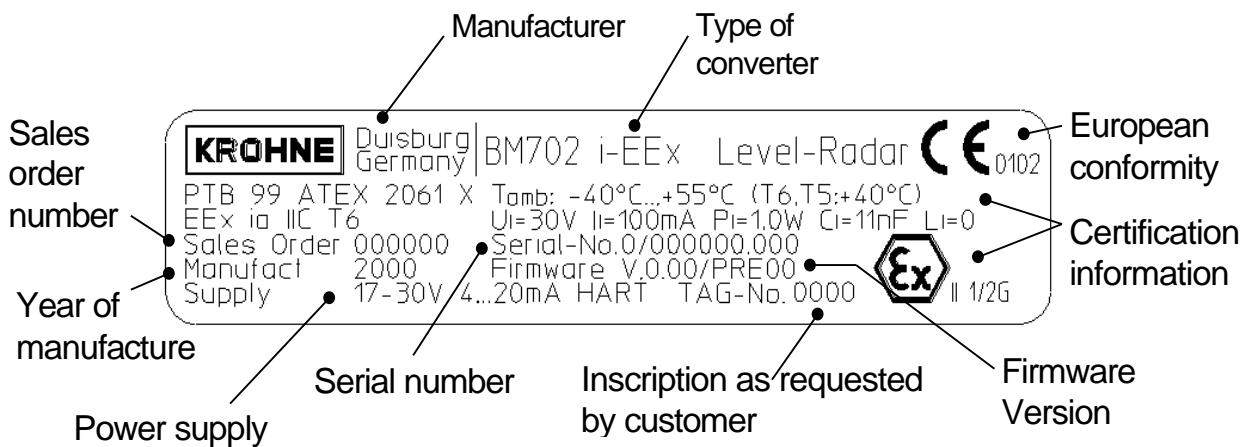 Manufacturer
Type of
converter
Sales
order
number
European
conformity
KROHNE Duisburg
Germany BM702 i-EEx Level-Radar CE 0102
PTB 99 ATEX 2061 X Tamb: -40°C...+55°C (T6,T5:+40°C)
EEx ia IIC T6 Ui=30V Ii=100mA Pi=1.0W Ci=11nF Li=0
Sales Order 000000 Serial-No.0/000000.000
Manufact 2000 Firmware V.0.00/PRE00
Supply 17-30V 4...20mA HART TAG-No.0000 Ex II 1/2G
Certification
information
Year of
manufacture
Serial number
Inscription as requested
by customer
Firmware
Version
Power supply